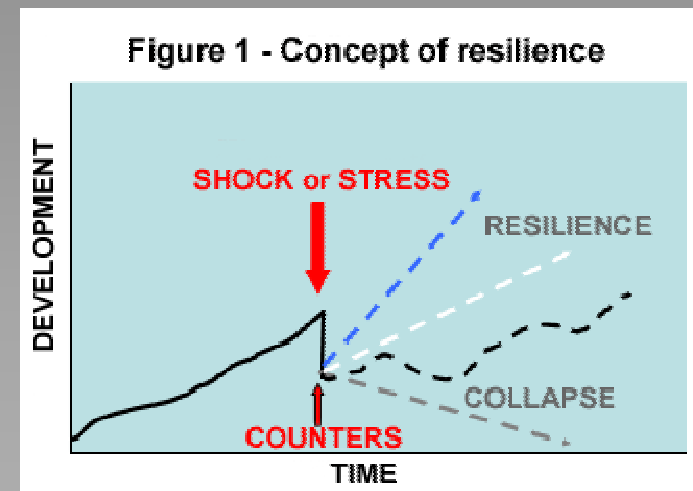 Figure 1 - Concept of resilience
SHOCK or STRESS
RESILIENCE
DEVELOPMENT
COLLAPSE
COUNTERS
TIME